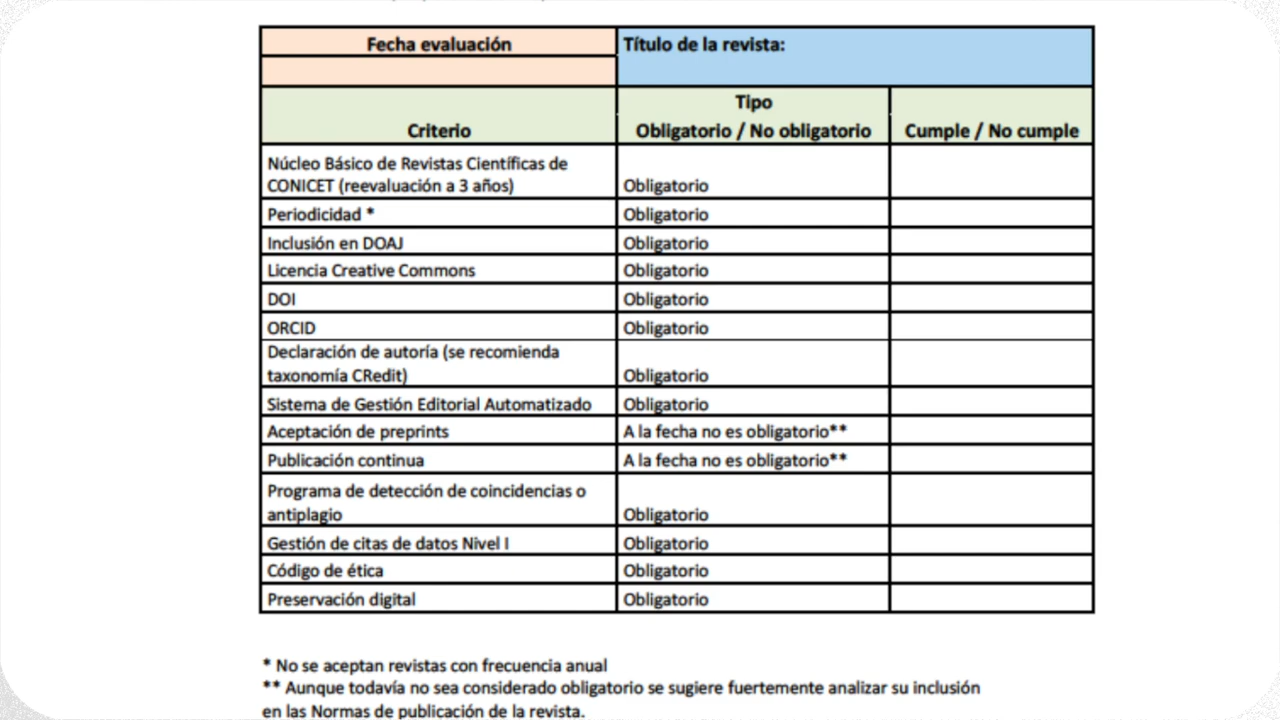 Fecha evaluación
Título de la revista:
Tipo
Criterio
Obligatorio / No obligatorio
Cumple / No cumple
Núcleo Básico de Revistas Científicas de
CONICET (reevaluación a 3 años)
Obligatorio
Periodicidad *
Obligatorio
Inclusión en DOAJ
Obligatorio
Licencia Creative Commons
Obligatorio
DOI
Obligatorio
ORCID
Obligatorio
Declaración de autoría (se recomienda
taxonomía CRedit)
Obligatorio
Sistema de Gestión Editorial Automatizado
Obligatorio
Aceptación de preprints
A la fecha no es obligatorio**
Publicación continua
A la fecha no es obligatorio**
Programa de detección de coincidencias o
antiplagio
Obligatorio
Gestión de citas de datos Nivel I
Obligatorio
Código de ética
Obligatorio
Preservación digital
Obligatorio
* No se aceptan revistas con frecuencia anual
** Aunque todavía no sea considerado obligatorio se sugiere fuertemente analizar su inclusión
en las Normas de publicación de la revista.